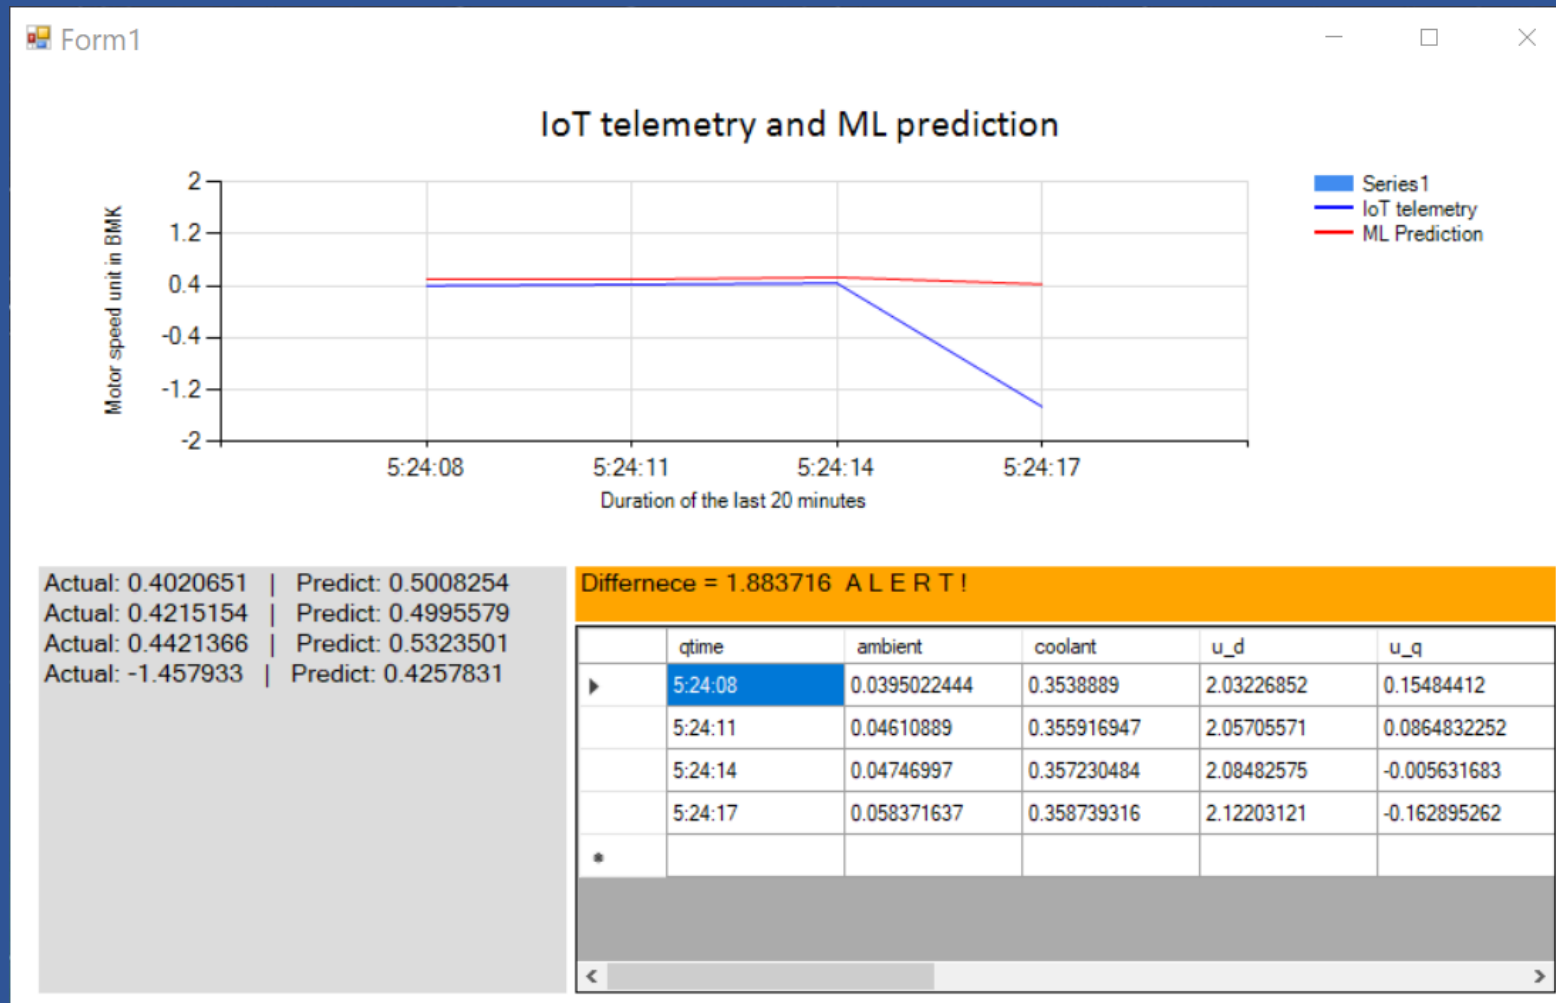 Form1
IoT telemetry and ML prediction
Series1
IoT telemetry
ML Prediction
Motor speed unit in BMK
2
1.2
0.4
-0.4
-1.2
-2
5:24:08 5:24:11 5:24:14 5:24:17
Duration of the last 20 minutes
Actual: 0.4020651 | Predict: 0.5008254
Actual: 0.4215154 | Predict: 0.4995579
Actual: 0.4421366 | Predict: 0.5323501
Actual: -1.457933 | Predict: 0.4257831
Differnece = 1.883716 A L E R T !
qtime ambient coolant u_d u_q
5:24:08 0.0395022444 0.3538889 2.03226852 0.15484412
5:24:11 0.04610889 0.355916947 2.05705571 0.0864832252
5:24:14 0.04746997 0.357230484 2.08482575 -0.005631683
5:24:17 0.058371637 0.358739316 2.12203121 -0.162895262